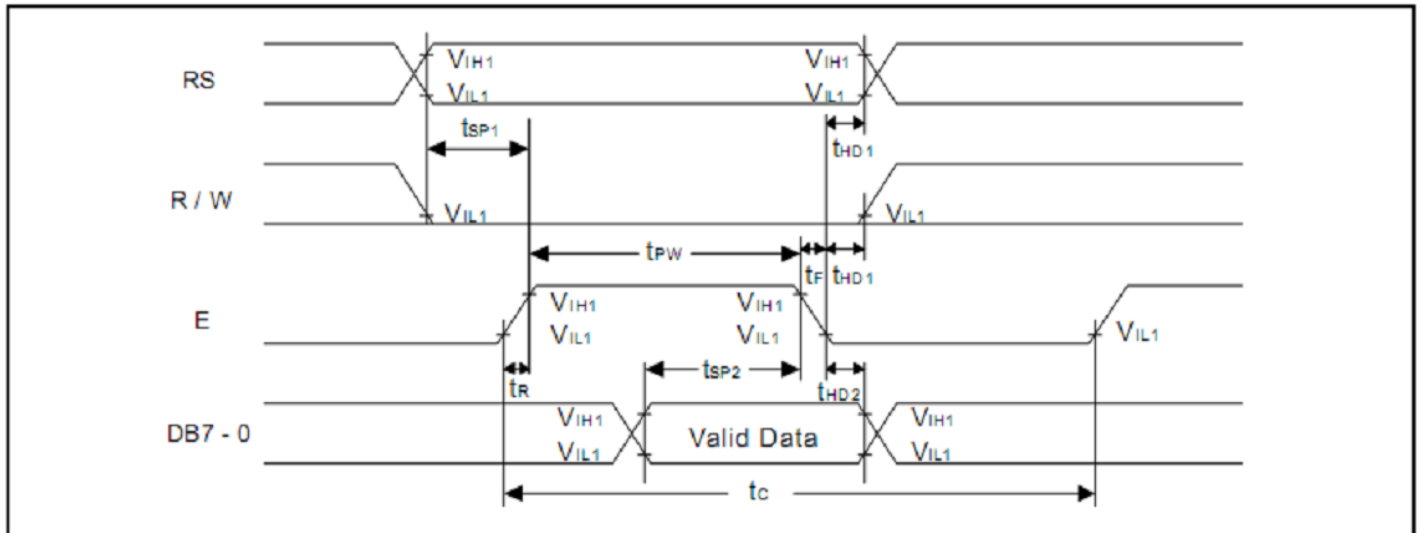 RS
VIH1
VIL1
VIH1
VIL1
tSP1
tHD1
R / W
VIL1
VIL1
tPW
tF
tHD1
E
VIH1
VIL1
VIH1
VIL1
VIL1
tR
tSP2
tHD2
DB7 - 0
VIH1
VIL1
Valid Data
VIH1
VIL1
tC